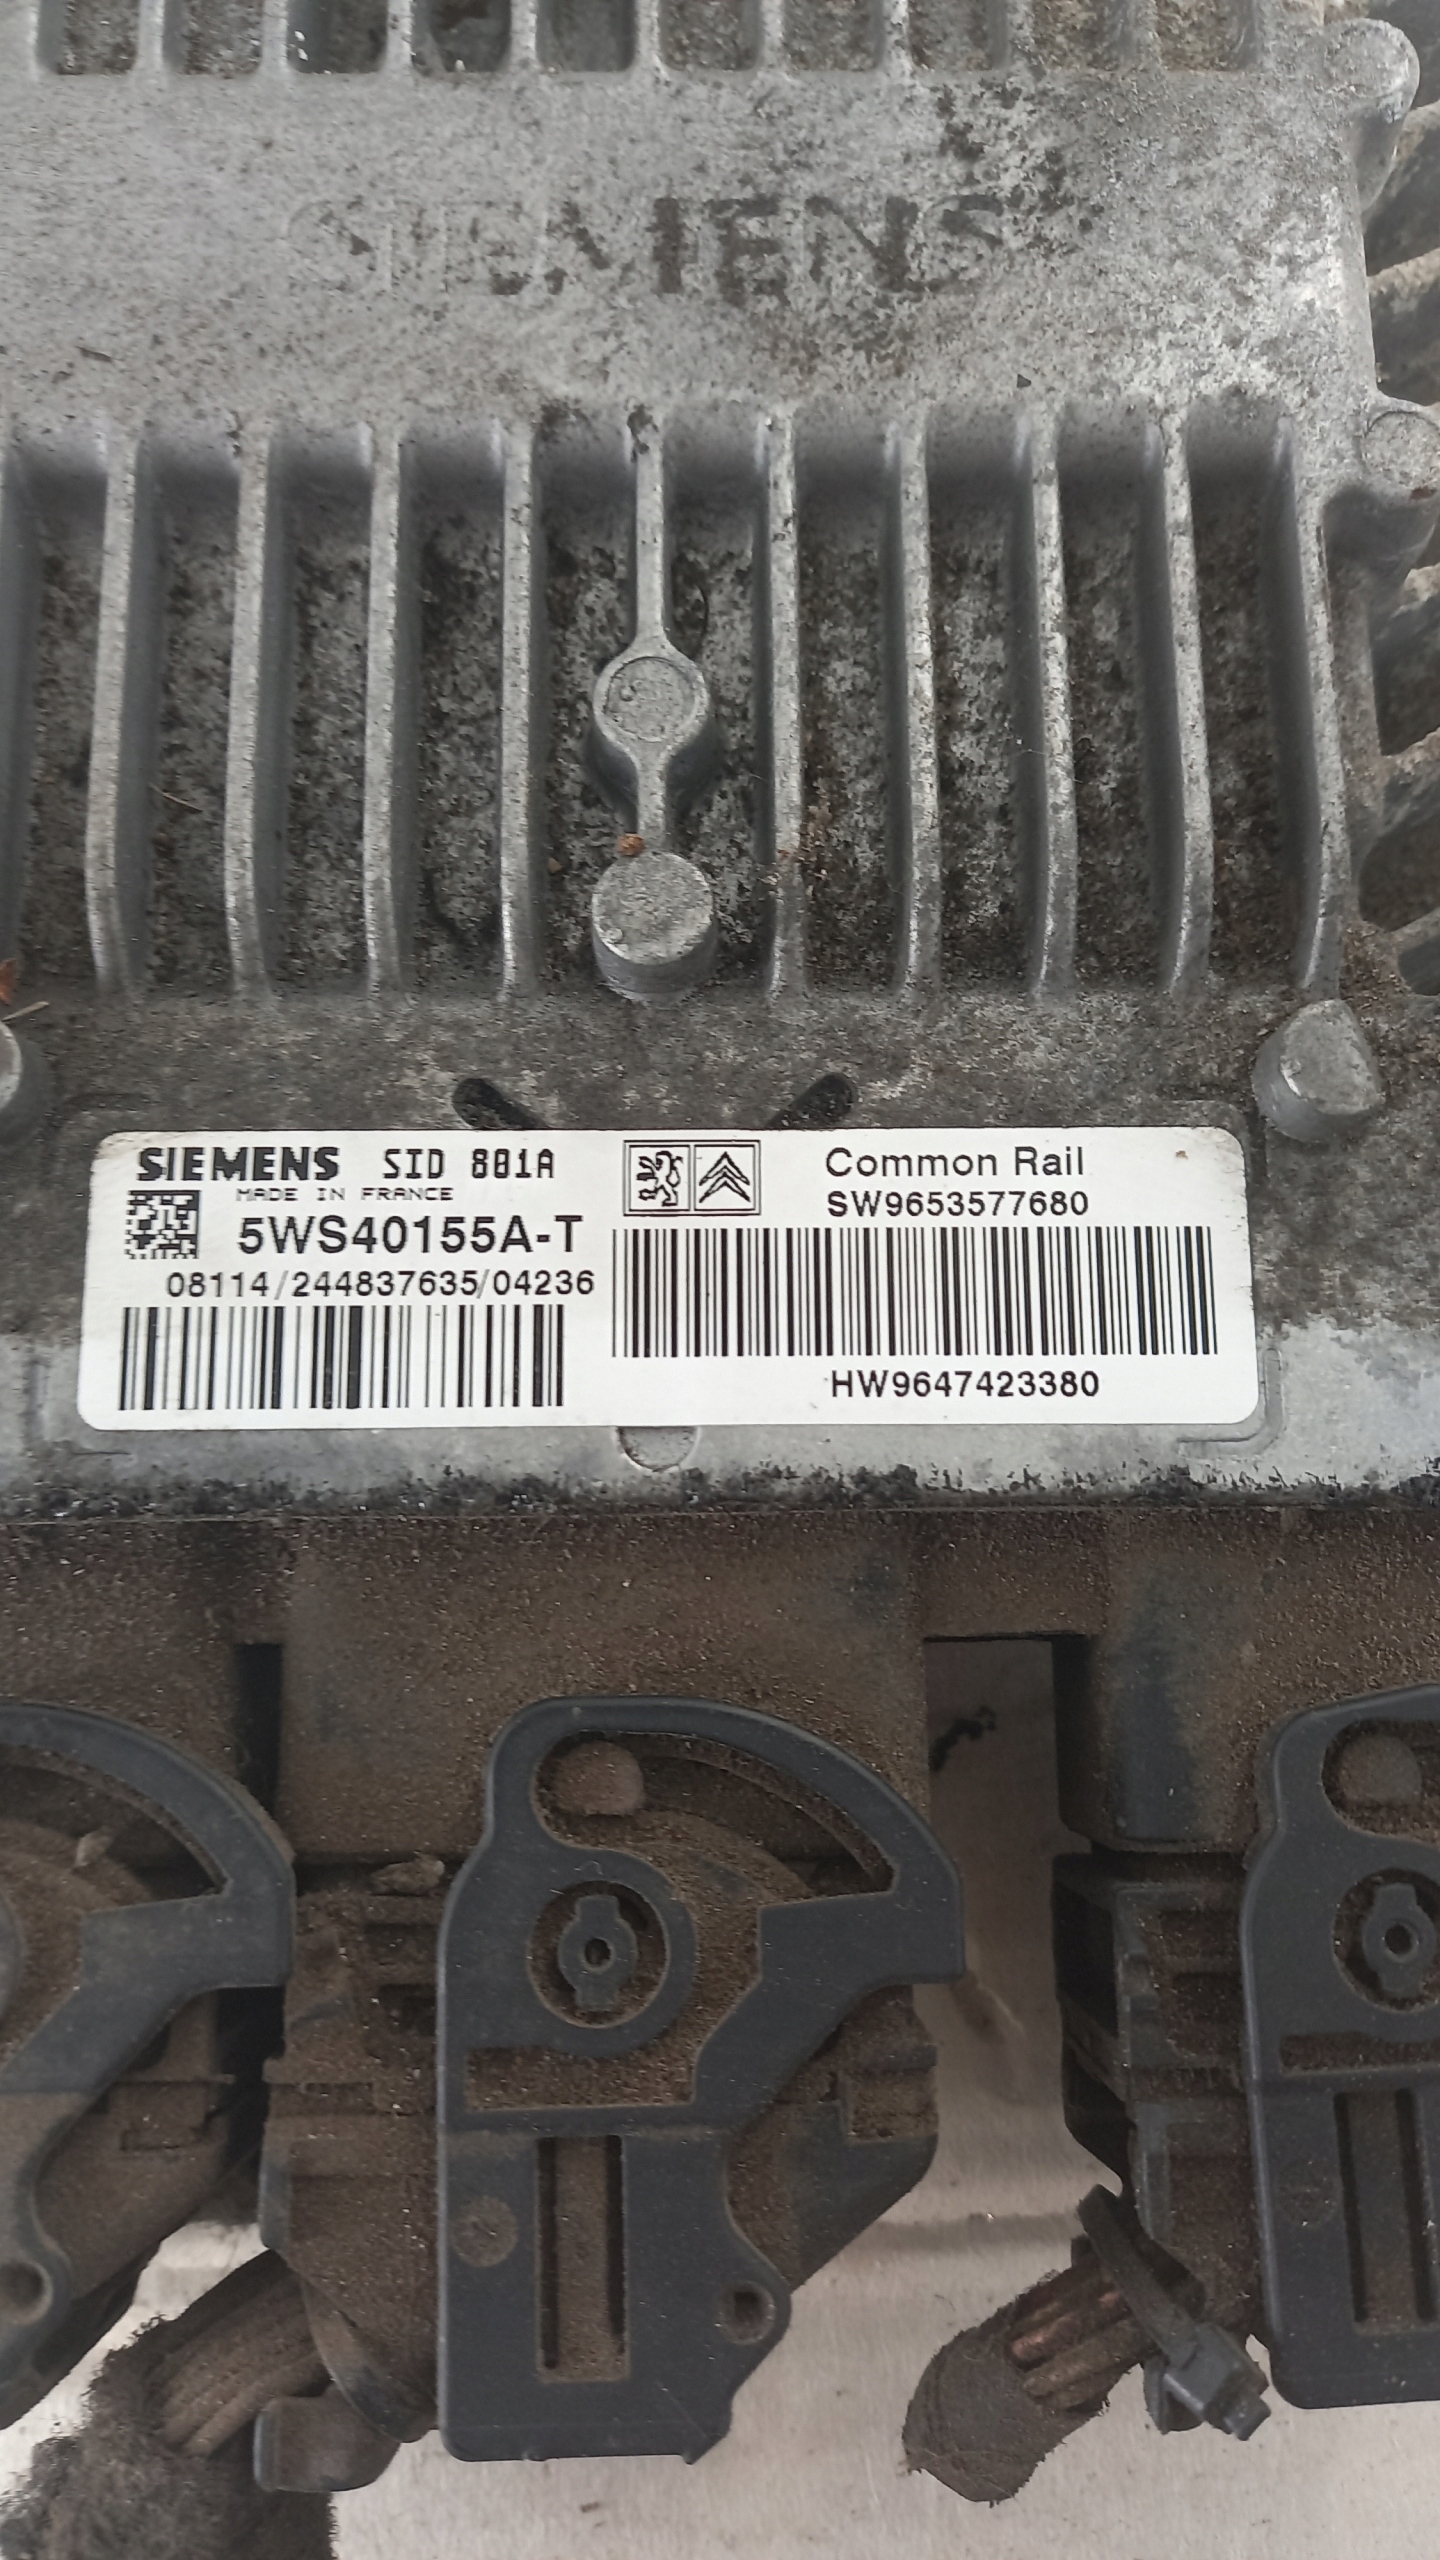 SIEMENS
SIEMENS SID 801A
MADE IN FRANCE
5WS40155A-T
08114/244837635/04236
Common Rail
SW9653577680
HW9647423380